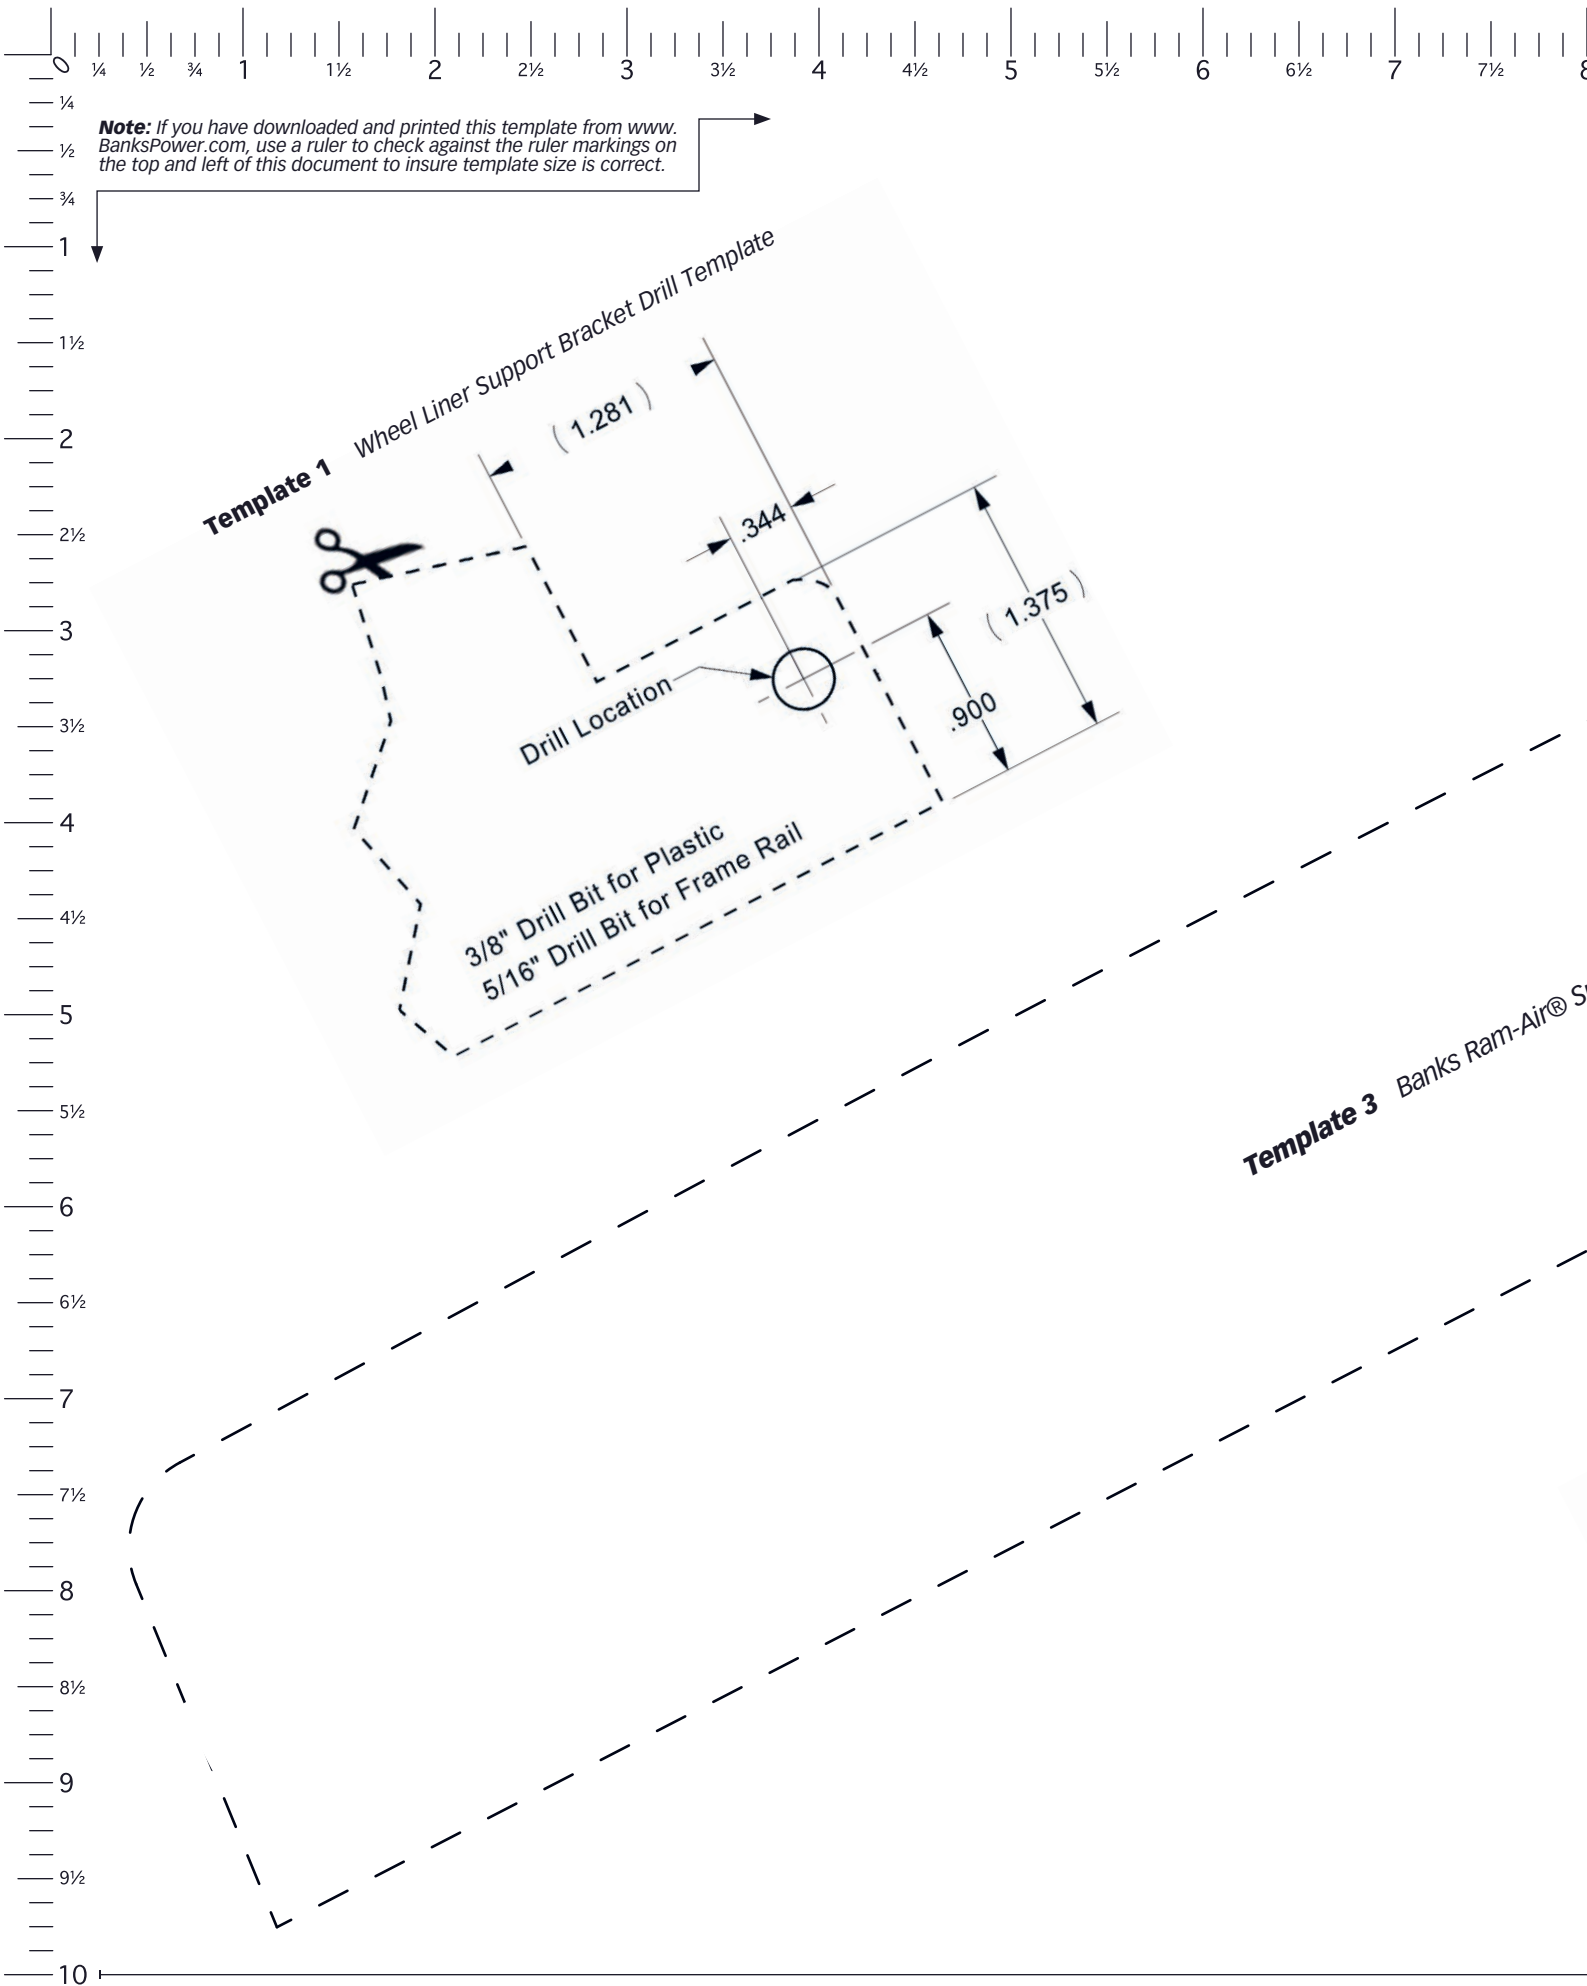 0 ¼ ½ ¾ 1 1½ 2 2½ 3 3½ 4 4½ 5 5½ 6 6½ 7 7½ 8
¼
½
¾
1
1½
2
2½
3
3½
4
4½
5
5½
6
6½
7
7½
8
8½
9
9½
10
Note: If you have downloaded and printed this template from www.
BanksPower.com, use a ruler to check against the ruler markings on
the top and left of this document to insure template size is correct.
Template 1 Wheel Liner Support Bracket Drill Template
(1.281)
.344
(1.375)
.900
Drill Location
3/8" Drill Bit for Plastic
5/16" Drill Bit for Frame Rail
Template 3 Banks Ram-Air®